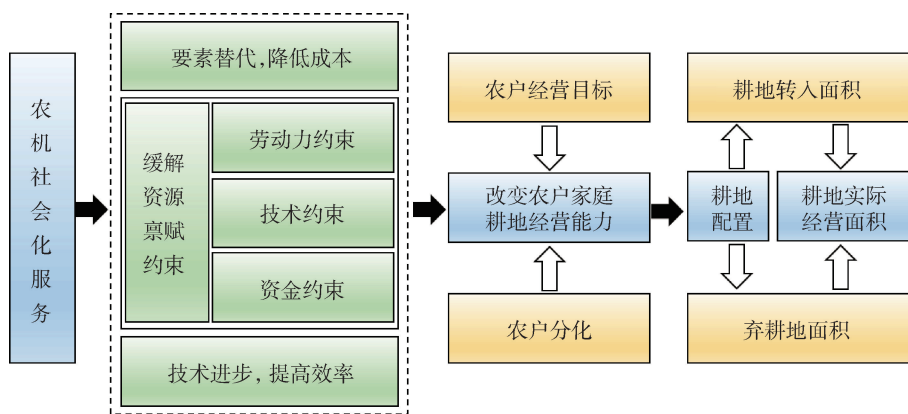 农机社会化服务
要素替代,降低成本
缓解
资源
禀赋
约束
劳动力约束
技术约束
资金约束
技术进步,提高效率
农户经营目标
改变农户家庭
耕地经营能力
农户分化
耕地转入面积
耕地
配置
耕地实际
经营面积
弃耕地面积